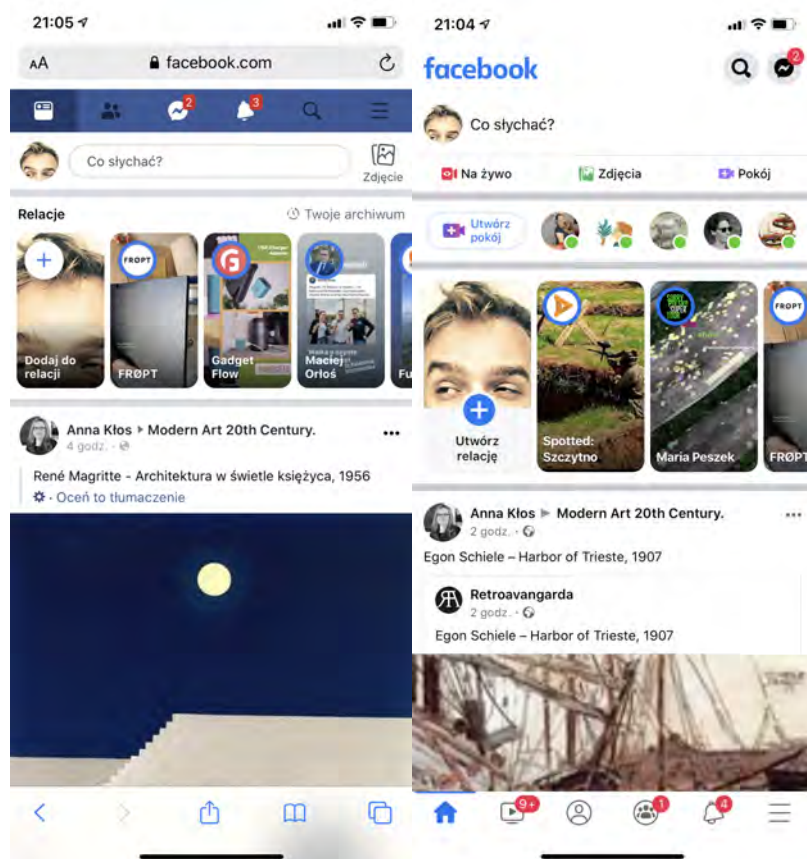 21:05
AA
facebook.com
2
3
Co słychać?
Zdjęcie
Relacje
Twoje archiwum
FRØPT
G
Dodaj do
relacji
FRØPT
Gadget
Flow
Maciej
Orłoś
Fu
Anna Kłos ▸ Modern Art 20th Century.
4 godz. ·
René Magritte - Architektura w świetle księżyca, 1956
· Oceń to tłumaczenie
21:04
facebook
2
Co słychać?
Na żywo
Zdjęcia
Pokój
Utwórz
pokój
FRØPT
Utwórz
relację
Spotted:
Szczytno
Maria Peszek
FRØPT
Anna Kłos ▸ Modern Art 20th Century.
2 godz. ·
Egon Schiele – Harbor of Trieste, 1907
Retroavangarda
2 godz. ·
Egon Schiele – Harbor of Trieste, 1907
9+
1
4